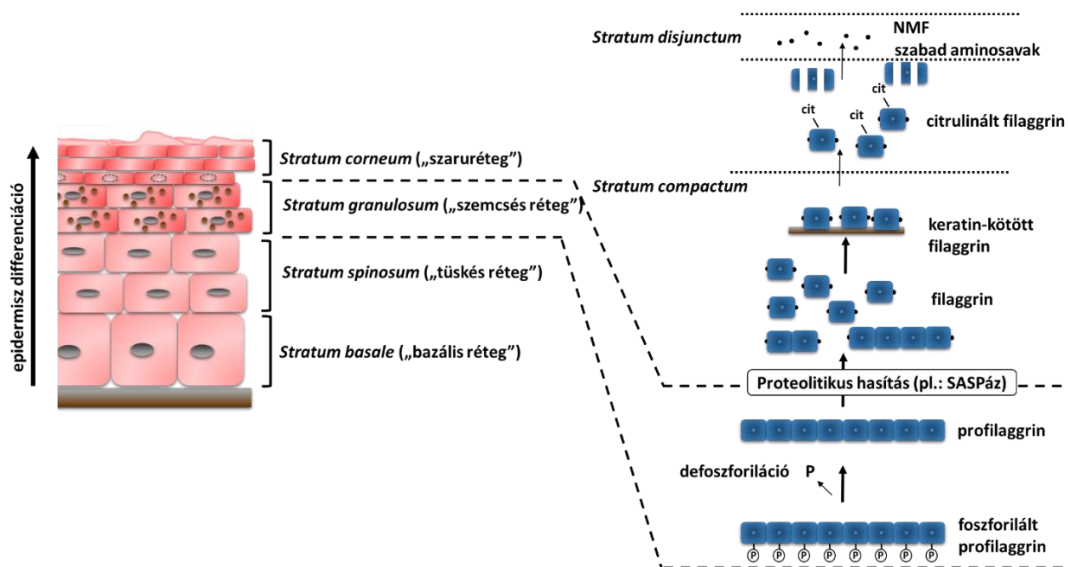 epidermisz differenciáció
Stratum corneum („szaruréteg”)
Stratum granulosum („szemcsés réteg”)
Stratum spinosum („tüskés réteg”)
Stratum basale („bazális réteg”)
Stratum disjunctum
NMF
szabad aminosavak
cit
cit
cit
citrulinált filaggrin
Stratum compactum
keratin-kötött
filaggrin
filaggrin
Proteolitikus hasítás (pl.: SASPáz)
profilaggrin
defoszforiláció P
foszforilált
profilaggrin
P P P P P P P P